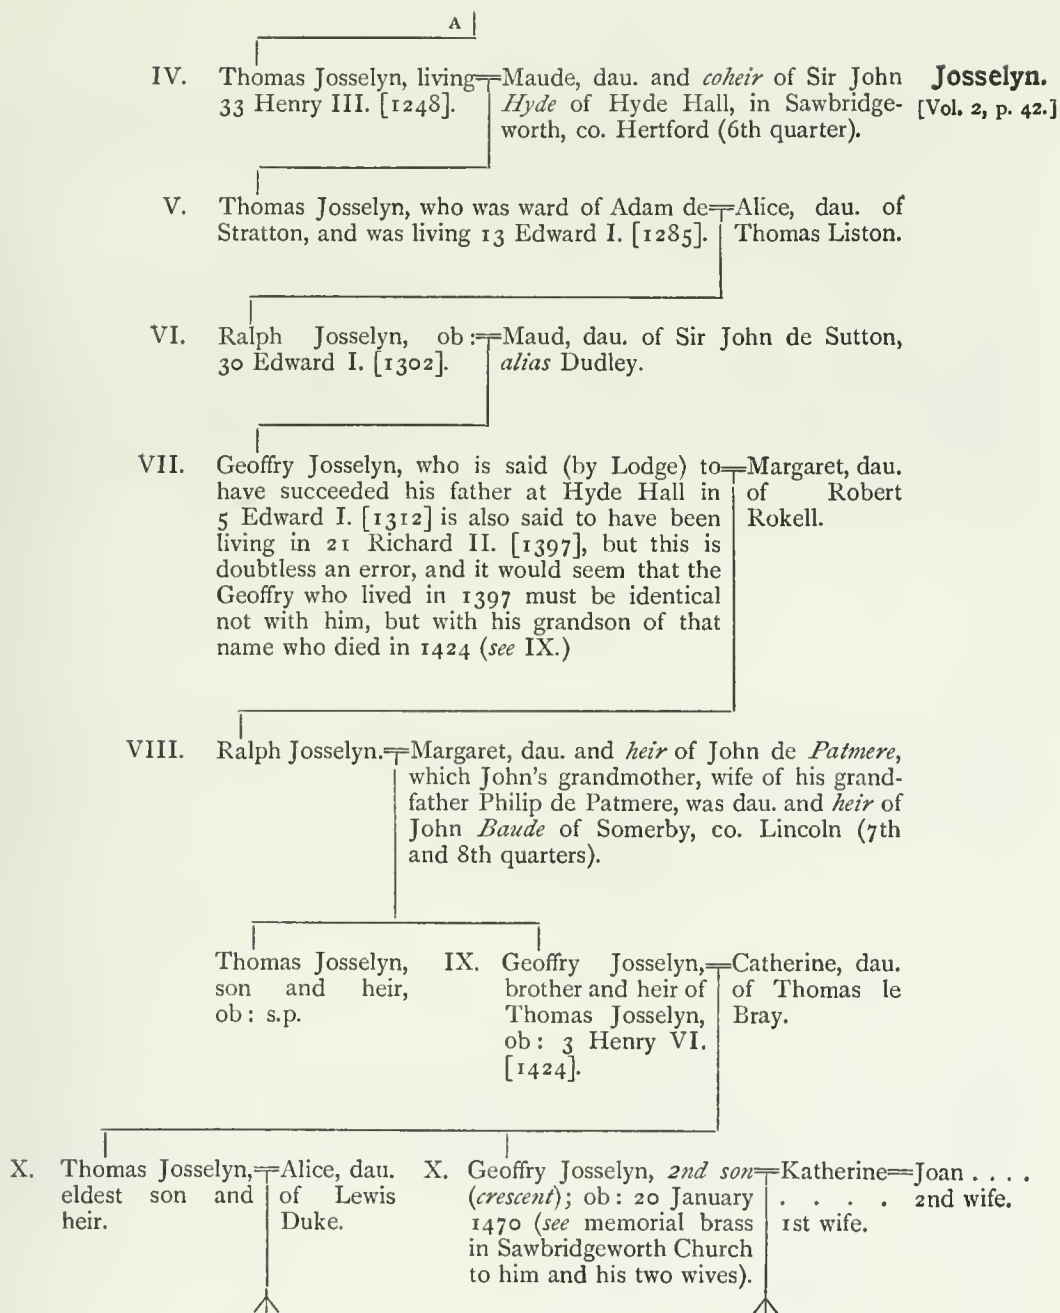 A
IV. Thomas Josselyn, living=Maude, dau. and coheir of Sir John Josselyn.
33 Henry III. [1248]. Hyde of Hyde Hall, in Sawbridge- [Vol. 2, p. 42.]
worth, co. Hertford (6th quarter).
V. Thomas Josselyn, who was ward of Adam de=Alice, dau. of
Stratton, and was living 13 Edward I. [1285]. Thomas Liston.
VI. Ralph Josselyn, ob:=Maud, dau. of Sir John de Sutton,
30 Edward I. [1302]. alias Dudley.
VII. Geoffry Josselyn, who is said (by Lodge) to=Margaret, dau.
have succeeded his father at Hyde Hall in of Robert
5 Edward I. [1312] is also said to have been Rokell.
living in 21 Richard II. [1397], but this is
doubtless an error, and it would seem that the
Geoffry who lived in 1397 must be identical
not with him, but with his grandson of that
name who died in 1424 (see IX.)
VIII. Ralph Josselyn.=Margaret, dau. and heir of John de Patmere,
which John's grandmother, wife of his grand-
father Philip de Patmere, was dau. and heir of
John Baude of Somerby, co. Lincoln (7th
and 8th quarters).
Thomas Josselyn, IX. Geoffry Josselyn,=Catherine, dau.
son and heir, brother and heir of of Thomas le
ob: s.p. Thomas Josselyn, Bray.
ob: 3 Henry VI.
[1424].
X. Thomas Josselyn,=Alice, dau. X. Geoffry Josselyn, 2nd son=Katherine=Joan ....
eldest son and of Lewis (crescent); ob: 20 January .... 2nd wife.
heir. Duke. 1470 (see memorial brass 1st wife.
in Sawbridgeworth Church
to him and his two wives).